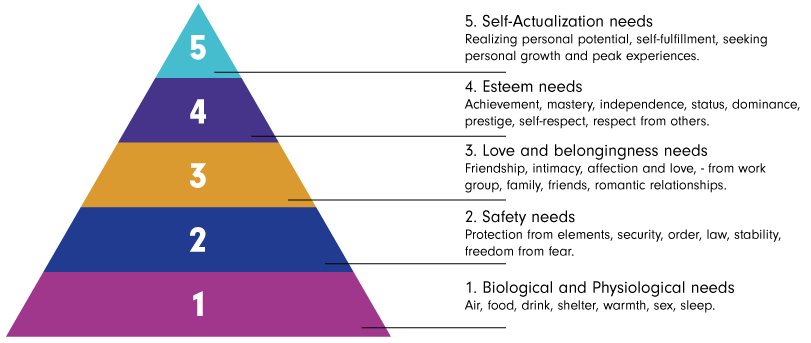 5
5. Self-Actualization needs
Realizing personal potential, self-fulfillment, seeking
personal growth and peak experiences.
4
4. Esteem needs
Achievement, mastery, independence, status, dominance,
prestige, self-respect, respect from others.
3
3. Love and belongingness needs
Friendship, intimacy, affection and love, - from work
group, family, friends, romantic relationships.
2
2. Safety needs
Protection from elements, security, order, law, stability,
freedom from fear.
1
1. Biological and Physiological needs
Air, food, drink, shelter, warmth, sex, sleep.